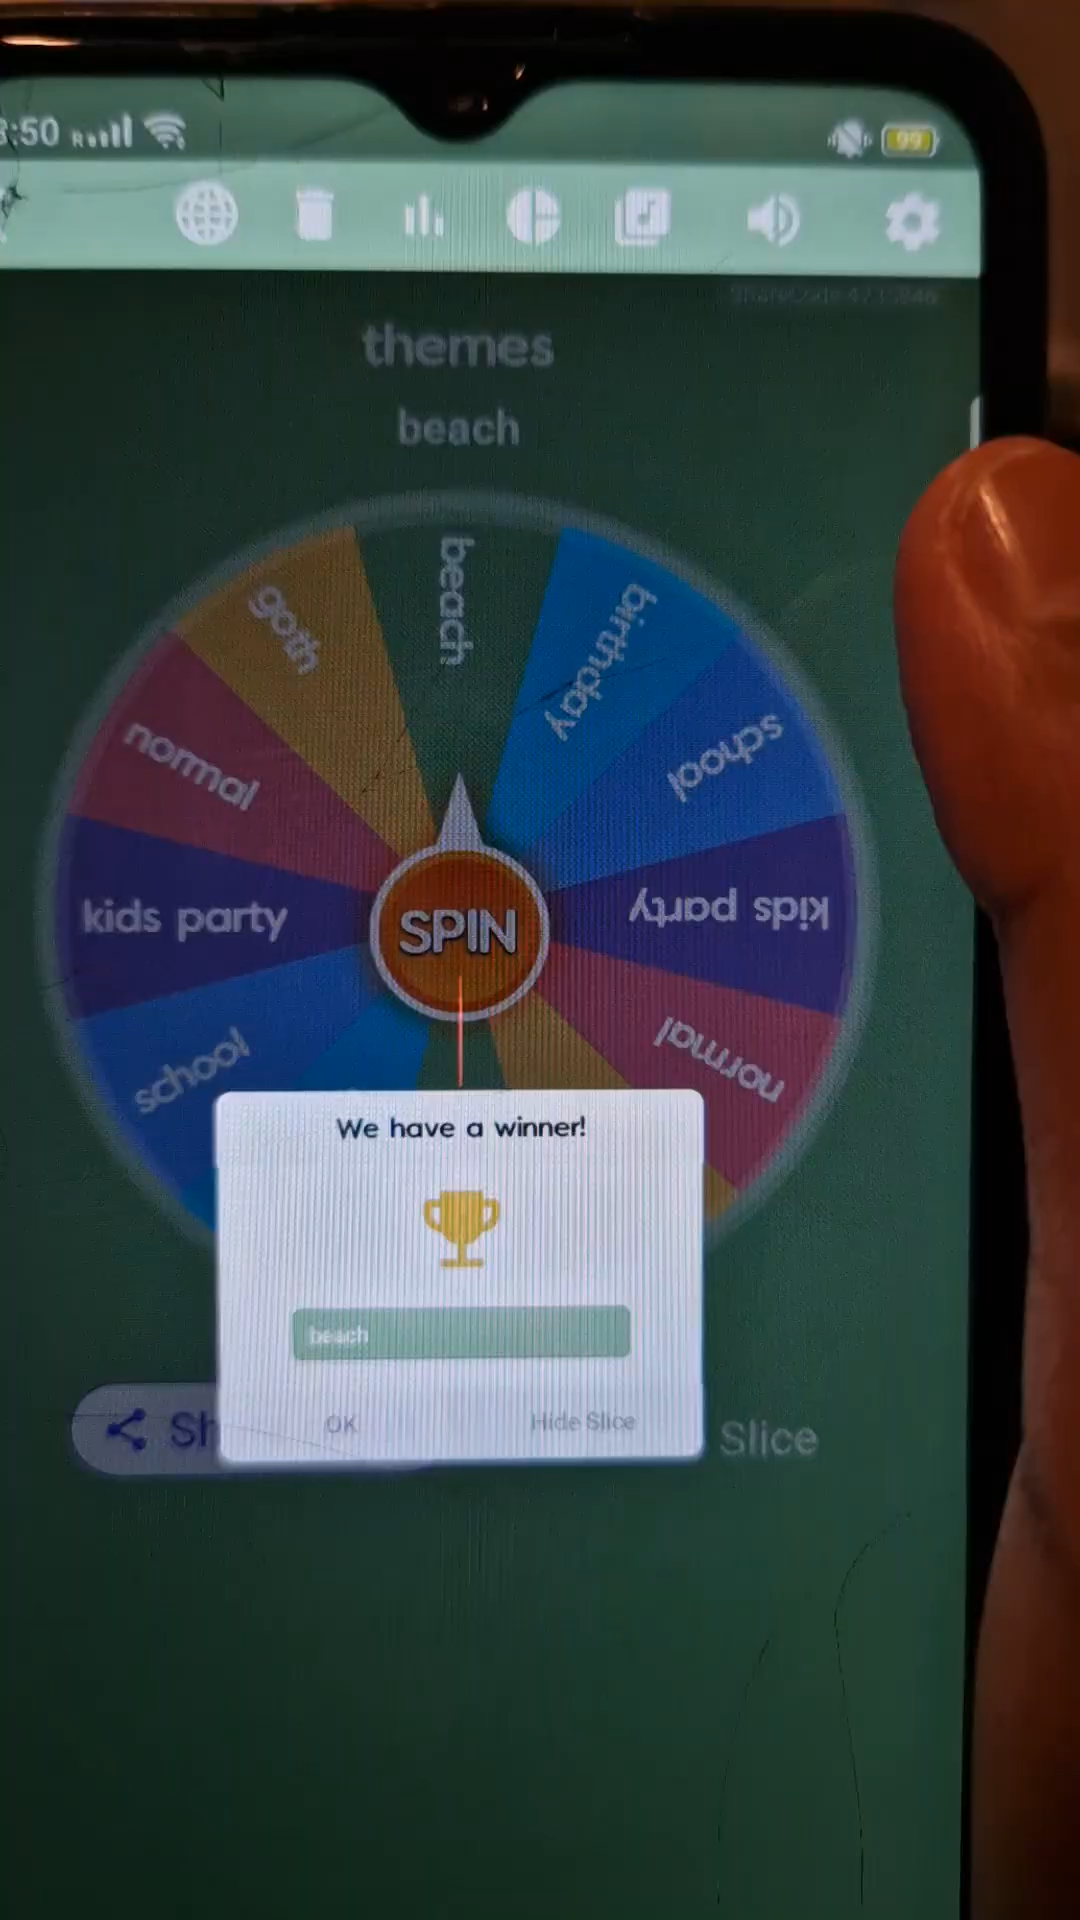 :50
99
themes
beach
beach
goth
birthday
normal
school
kids party
kids party
SPIN
school
normal
We have a winner!
beach
OK
Hide Slice
Sh
Slice